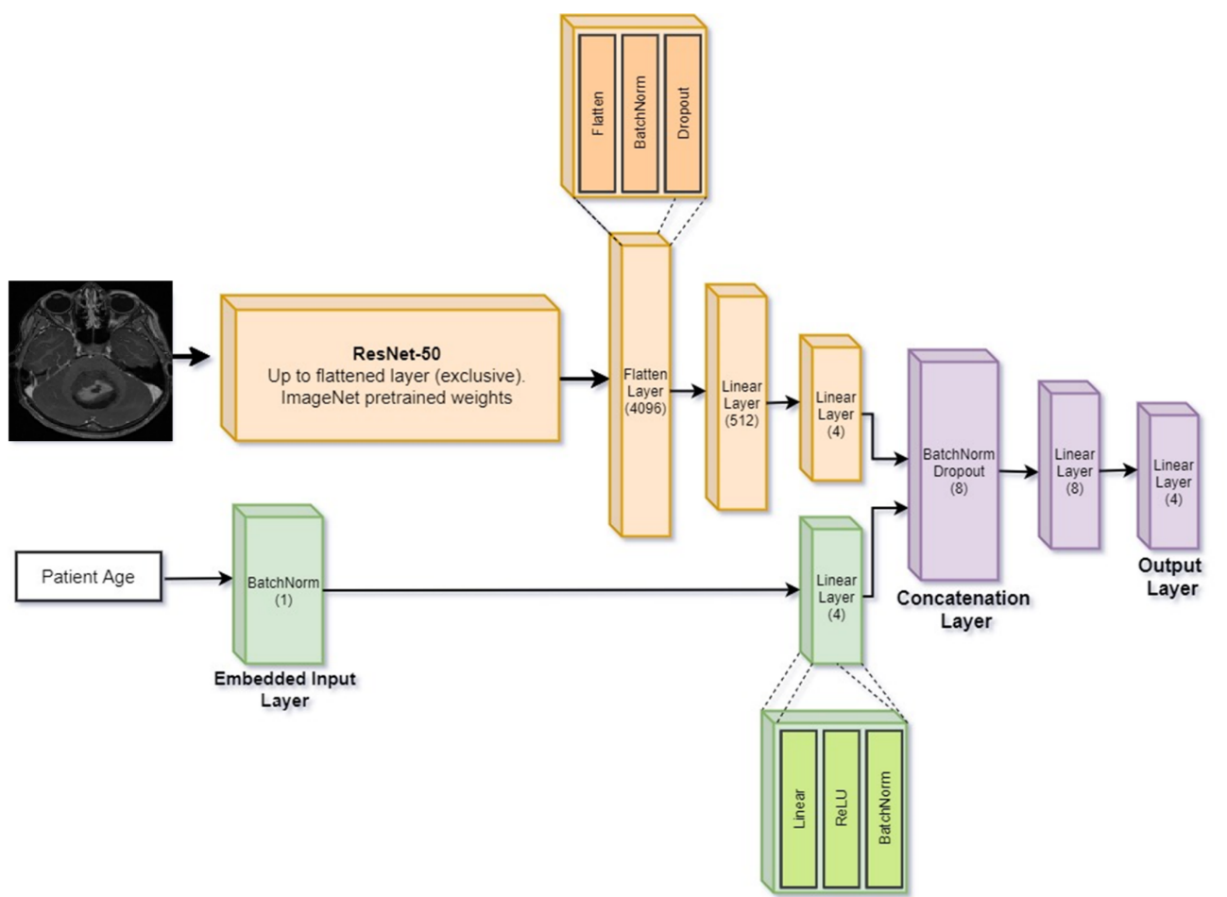 Flatten
BatchNorm
Dropout
ResNet-50
Up to flattened layer (exclusive).
ImageNet pretrained weights
Flatten
Layer
(4096)
Linear
Layer
(512)
Linear
Layer
(4)
BatchNorm
Dropout
(8)
Linear
Layer
(8)
Linear
Layer
(4)
Patient Age
BatchNorm
(1)
Linear
Layer
(4)
Output
Layer
Concatenation
Layer
Embedded Input
Layer
Linear
ReLU
BatchNorm